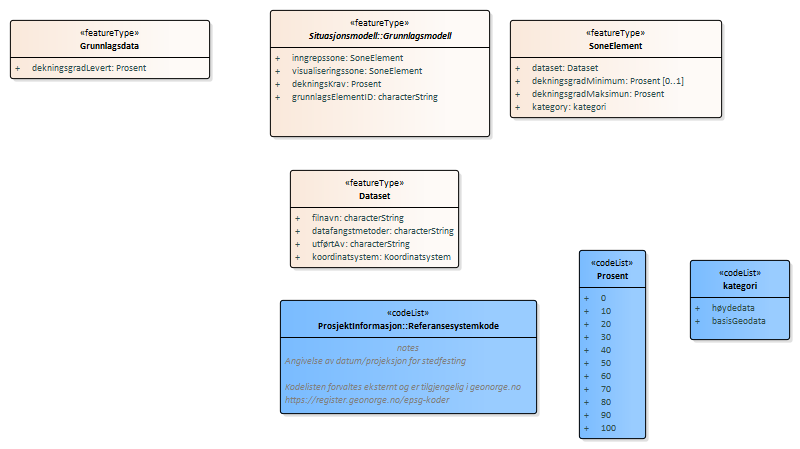 «featureType»
Grunnlagsdata
+ dekningsgradLevert: Prosent
«featureType»
Situasjonsmodell::Grunnlagsmodell
+ inngrepssone: SoneElement
+ visualiseringssone: SoneElement
+ dekningsKrav: Prosent
+ grunnlagsElementID: characterString
«featureType»
SoneElement
+ dataset: Dataset
+ dekningsgradMinimum: Prosent [0..1]
+ dekningsgradMaksimun: Prosent
+ kategory: kategori
«featureType»
Dataset
+ filnavn: characterString
+ datafangstmetoder: characterString
+ utførtAv: characterString
+ koordinatsystem: Koordinatsystem
«codeList»
ProsjektInformasjon::Referansesystemkode
notes
Angivelse av datum/projeksjon for stedfesting
Kodelisten forvaltes eksternt og er tilgjengelig i geonorge.no
https://register.geonorge.no/epsg-koder
«codeList»
Prosent
+ 0
+ 10
+ 20
+ 30
+ 40
+ 50
+ 60
+ 70
+ 80
+ 90
+ 100
«codeList»
kategori
+ høydedata
+ basisGeodata